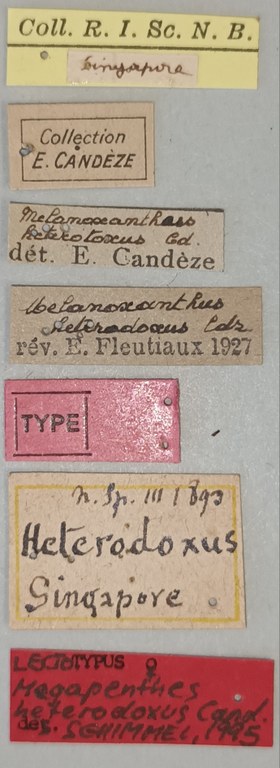 Coll. R. I. Sc. N. B.
Singapore
Collection
E. CANDÈZE
Melanoxanthus
heterodoxus Cd.
dét. E. Candèze
Melanoxanthus
heterodoxus Cdz
rév. E. Fleutiaux 1927
TYPE
n. Sp. III 1893
Heterodoxus
Singapore
LECTOTYPUS ♀
Megapenthes
heterodoxus Cand.
des. SCHIMMEL, 1995